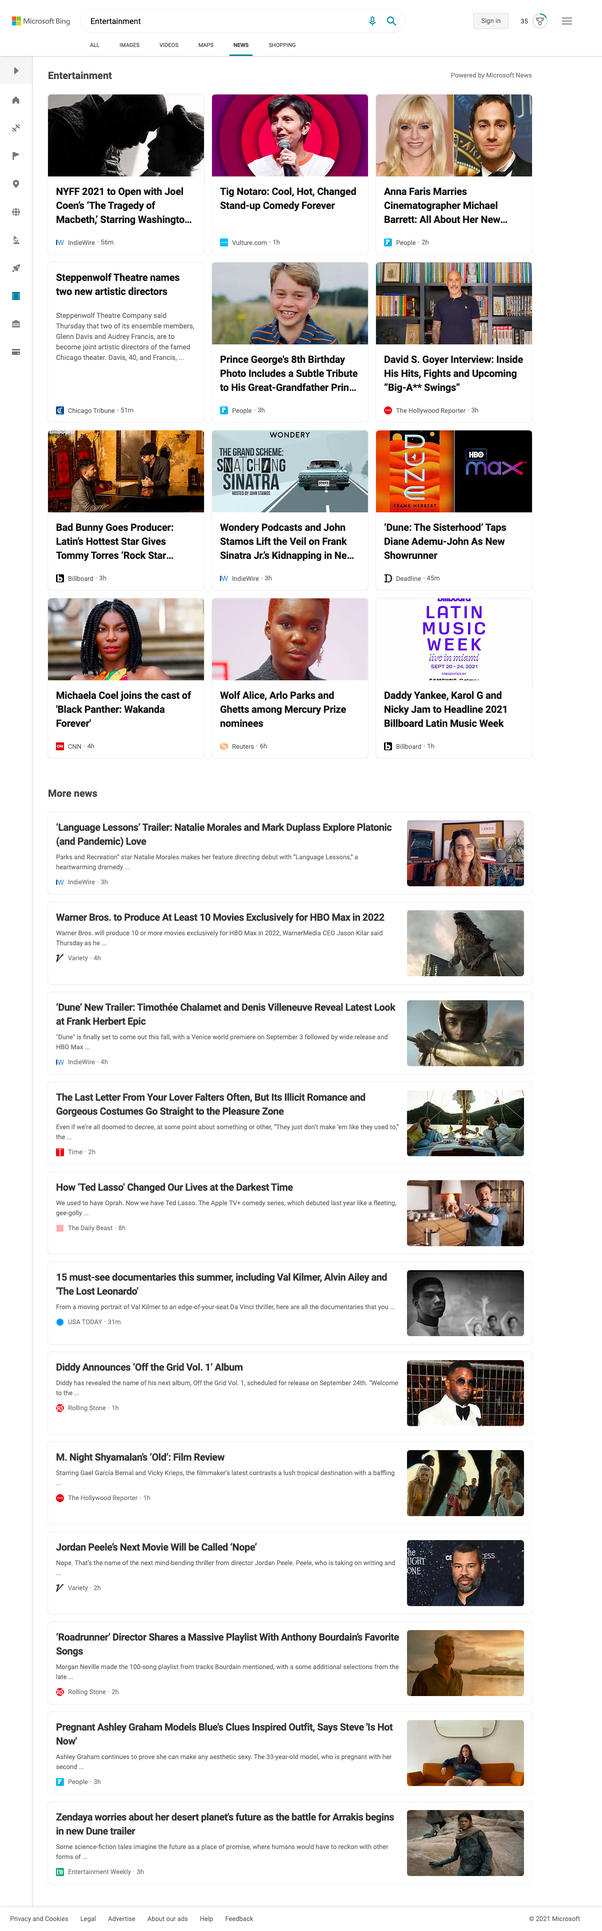 Microsoft Bing
Entertainment
Sign in
35
ALL
IMAGES
VIDEOS
MAPS
NEWS
SHOPPING
Entertainment
Powered by Microsoft News
NYFF 2021 to Open with Joel
Coen's 'The Tragedy of
Macbeth,' Starring Washingto...
IW IndieWire · 56m
Tig Notaro: Cool, Hot, Changed
Stand-up Comedy Forever
Vulture.com · 1h
Anna Faris Marries
Cinematographer Michael
Barrett: All About Her New...
People · 2h
Steppenwolf Theatre names
two new artistic directors
Steppenwolf Theatre Company said
Thursday that two of its ensemble members,
Glenn Davis and Audrey Francis, are to
become joint artistic directors of the famed
Chicago theater. Davis, 40, and Francis, ...
Chicago Tribune · 51m
Prince George's 8th Birthday
Photo Includes a Subtle Tribute
to His Great-Grandfather Prin...
People · 3h
David S. Goyer Interview: Inside
His Hits, Fights and Upcoming
"Big-A** Swings"
The Hollywood Reporter · 3h
Bad Bunny Goes Producer:
Latin's Hottest Star Gives
Tommy Torres 'Rock Star...
Billboard · 3h
WONDERY
THE GRAND SCHEME:
SNATCHING
SINATRA
HOSTED BY JOHN STAMOS
Wondery Podcasts and John
Stamos Lift the Veil on Frank
Sinatra Jr.'s Kidnapping in Ne...
IW IndieWire · 3h
DUNE
FRANK HERBERT
HBO
max
'Dune: The Sisterhood' Taps
Diane Ademu-John As New
Showrunner
Deadline · 45m
Michaela Coel joins the cast of
'Black Panther: Wakanda
Forever'
CNN · 4h
Wolf Alice, Arlo Parks and
Ghetts among Mercury Prize
nominees
Reuters · 6h
billboard
LATIN
MUSIC
WEEK
live in miami
SEPT 20 - 24, 2021
PRESENTED BY
Daddy Yankee, Karol G and
Nicky Jam to Headline 2021
Billboard Latin Music Week
Billboard · 1h
More news
'Language Lessons' Trailer: Natalie Morales and Mark Duplass Explore Platonic
(and Pandemic) Love
Parks and Recreation" star Natalie Morales makes her feature directing debut with "Language Lessons," a
heartwarming dramedy ...
IW IndieWire · 3h
Warner Bros. to Produce At Least 10 Movies Exclusively for HBO Max in 2022
Warner Bros. will produce 10 or more movies exclusively for HBO Max in 2022, WarnerMedia CEO Jason Kilar said
Thursday as he ...
Variety · 4h
'Dune' New Trailer: Timothée Chalamet and Denis Villeneuve Reveal Latest Look
at Frank Herbert Epic
"Dune" is finally set to come out this fall, with a Venice world premiere on September 3 followed by wide release and
HBO Max ...
IW IndieWire · 4h
The Last Letter From Your Lover Falters Often, But Its Illicit Romance and
Gorgeous Costumes Go Straight to the Pleasure Zone
Even if we're all doomed to decree, at some point about something or other, "They just don't make 'em like they used to,"
the ...
Time · 2h
How 'Ted Lasso' Changed Our Lives at the Darkest Time
We used to have Oprah. Now we have Ted Lasso. The Apple TV+ comedy series, which debuted last year like a fleeting,
gee-golly ...
The Daily Beast · 8h
15 must-see documentaries this summer, including Val Kilmer, Alvin Ailey and
'The Lost Leonardo'
From a moving portrait of Val Kilmer to an edge-of-your-seat Da Vinci thriller, here are all the documentaries that you ...
USA TODAY · 31m
Diddy Announces 'Off the Grid Vol. 1' Album
Diddy has revealed the name of his next album, Off the Grid Vol. 1, scheduled for release on September 24th. "Welcome
to the ...
Rolling Stone · 1h
M. Night Shyamalan's 'Old': Film Review
Starring Gael García Bernal and Vicky Krieps, the filmmaker's latest contrasts a lush tropical destination with a baffling
...
The Hollywood Reporter · 1h
Jordan Peele's Next Movie Will be Called 'Nope'
Nope. That's the name of the next mind-bending thriller from director Jordan Peele. Peele, who is taking on writing and
...
Variety · 2h
'Roadrunner' Director Shares a Massive Playlist With Anthony Bourdain's Favorite
Songs
Morgan Neville made the 100-song playlist from tracks Bourdain mentioned, with a some additional selections from the
late ...
Rolling Stone · 2h
Pregnant Ashley Graham Models Blue's Clues Inspired Outfit, Says Steve 'Is Hot
Now'
Ashley Graham continues to prove she can make any aesthetic sexy. The 33-year-old model, who is pregnant with her
second ...
People · 3h
Zendaya worries about her desert planet's future as the battle for Arrakis begins
in new Dune trailer
Some science-fiction tales imagine the future as a place of promise, where humans would have to reckon with other
forms of ...
Entertainment Weekly · 3h
Privacy and Cookies
Legal
Advertise
About our ads
Help
Feedback
© 2021 Microsoft